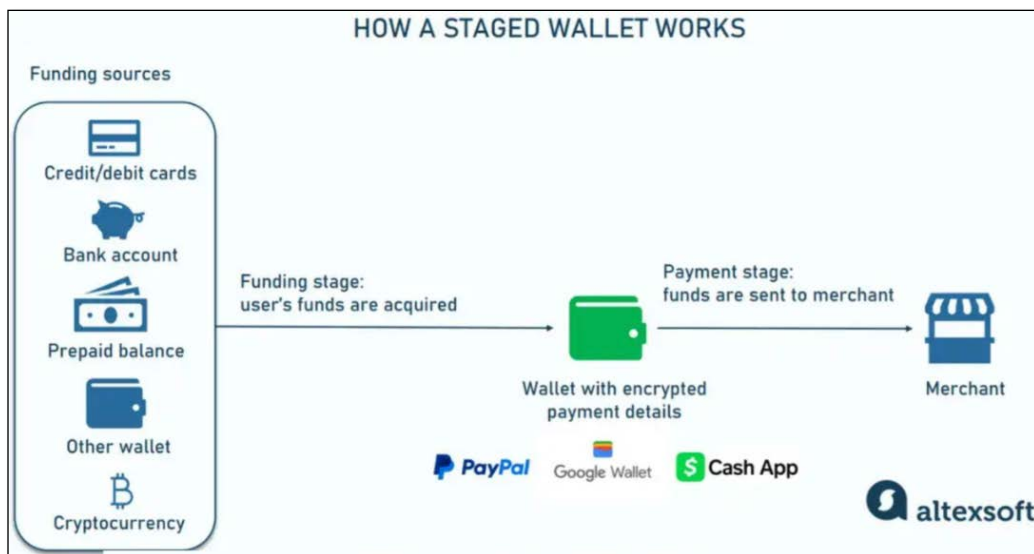 HOW A STAGED WALLET WORKS
Funding sources
Credit/debit cards
Bank account
Prepaid balance
Other wallet
Cryptocurrency
Funding stage:
user's funds are acquired
Wallet with encrypted
payment details
PayPal
Google Wallet
$ Cash App
Payment stage:
funds are sent to merchant
Merchant
altexsoft